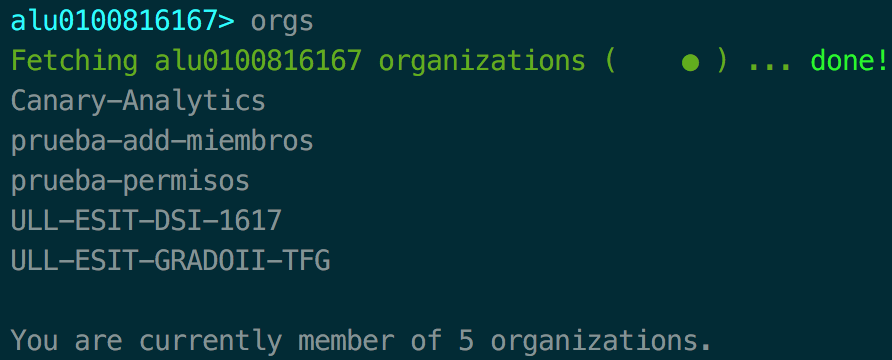 alu0100816167> orgs
Fetching alu0100816167 organizations (    ● ) ... done!
Canary-Analytics
prueba-add-miembros
prueba-permisos
ULL-ESIT-DSI-1617
ULL-ESIT-GRADOII-TFG
You are currently member of 5 organizations.